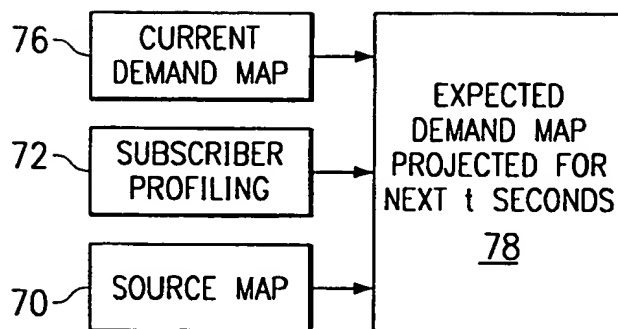 76
CURRENT
DEMAND MAP
72
SUBSCRIBER
PROFILING
70
SOURCE MAP
EXPECTED
DEMAND MAP
PROJECTED FOR
NEXT t SECONDS
78